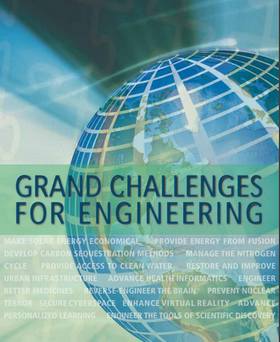 GRAND CHALLENGES
FOR ENGINEERING
MAKE SOLAR ENERGY ECONOMICAL PROVIDE ENERGY FROM FUSION
DEVELOP CARBON SEQUESTRATION METHODS MANAGE THE NITROGEN
CYCLE PROVIDE ACCESS TO CLEAN WATER RESTORE AND IMPROVE
URBAN INFRASTRUCTURE ADVANCE HEALTH INFORMATICS ENGINEER
BETTER MEDICINES REVERSE-ENGINEER THE BRAIN PREVENT NUCLEAR
TERROR SECURE CYBERSPACE ENHANCE VIRTUAL REALITY ADVANCE
PERSONALIZED LEARNING ENGINEER THE TOOLS OF SCIENTIFIC DISCOVERY